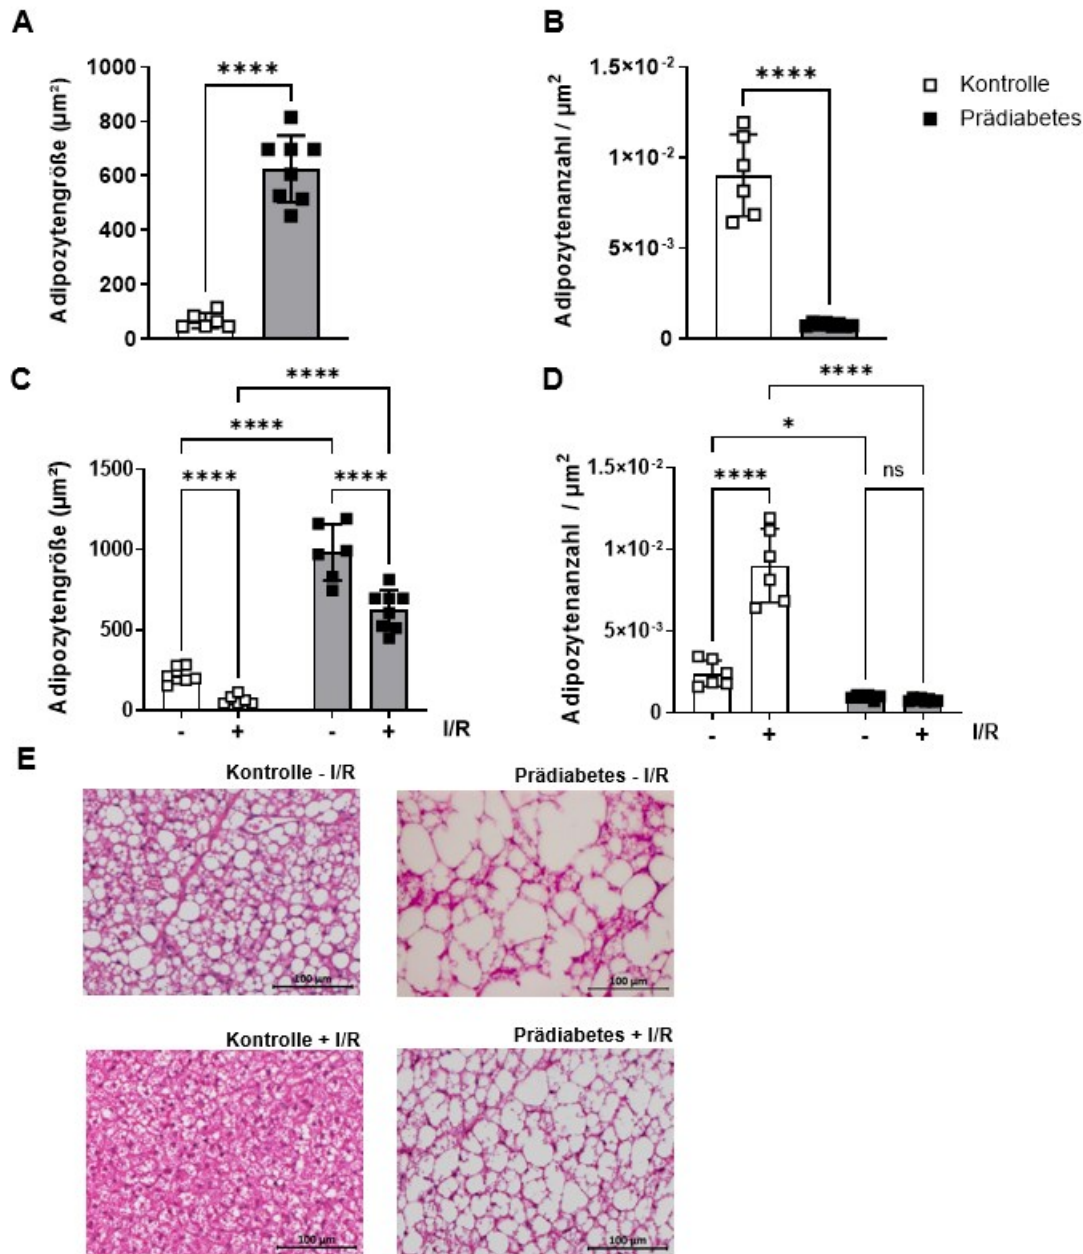 A
Adipozytengröße (µm²)
1000
800
600
400
200
0
****
B
Adipozytenanzahl / µm²
1.5×10⁻²
1×10⁻²
5×10⁻³
0
****
Kontrolle
Prädiabetes
C
Adipozytengröße (µm²)
1500
1000
500
0
****
****
****
****
- + - + I/R
D
Adipozytenanzahl / µm²
1.5×10⁻²
1×10⁻²
5×10⁻³
0
****
*
****
ns
- + - + I/R
E
Kontrolle - I/R
100 µm
Prädiabetes - I/R
100 µm
Kontrolle + I/R
100 µm
Prädiabetes + I/R
100 µm